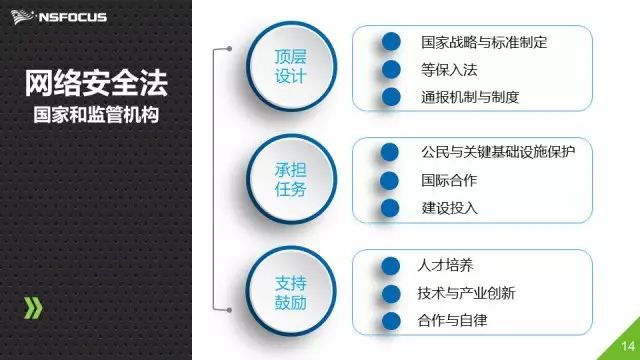 NSFOCUS
网络安全法
国家和监管机构
顶层
设计
国家战略与标准制定
等保入法
通报机制与制度
承担
任务
公民与关键基础设施保护
国际合作
建设投入
支持
鼓励
人才培养
技术与产业创新
合作与自律
14